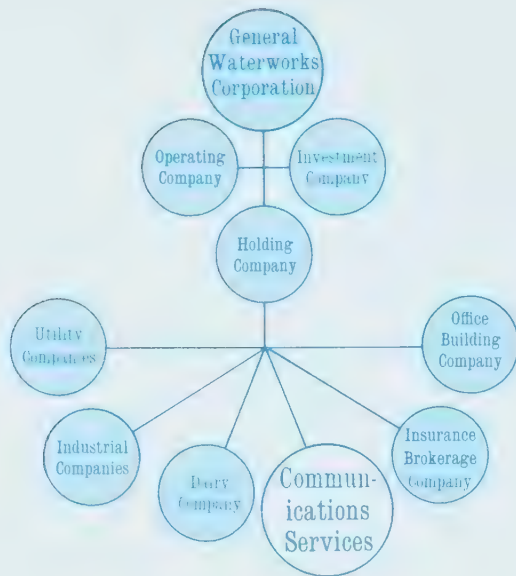 General
Waterworks
Corporation
Operating
Company
Investment
Company
Holding
Company
Utility
Companies
Office
Building
Company
Industrial
Companies
Dairy
Company
Communi-
ications
Services
Insurance
Brokerage
Company